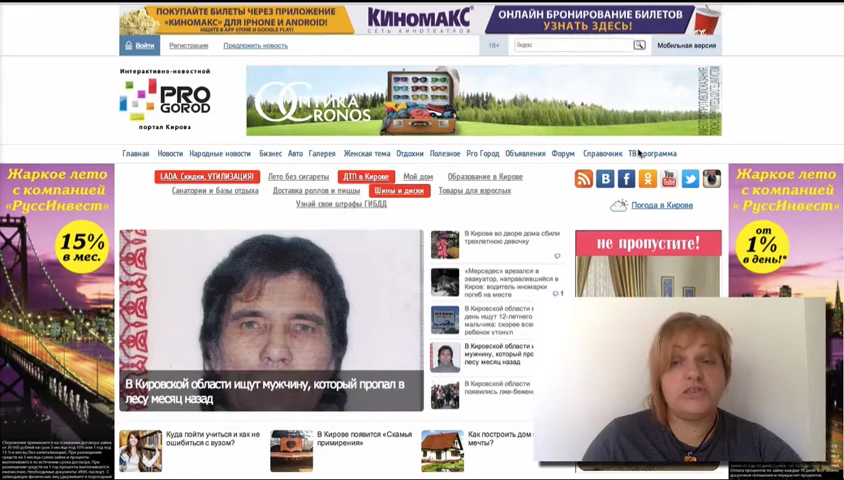 ПОКУПАЙТЕ БИЛЕТЫ ЧЕРЕЗ ПРИЛОЖЕНИЕ
«КИНОМАКС» ДЛЯ IPHONE И ANDROID!
ИЩИТЕ В APP STORE И GOOGLE PLAY!
КИНОМАКС
СЕТЬ КИНОТЕАТРОВ
ОНЛАЙН БРОНИРОВАНИЕ БИЛЕТОВ
УЗНАТЬ ЗДЕСЬ!
Войти
Регистрация
Предложить новость
16+
Яндекс
Мобильная версия
Интерактивно-новостной
PRO
GOROD
портал Кирова
ОПТИКА
CRONOS
Главная Новости Народные новости Бизнес Авто Галерея Женская тема Отдохни Полезное Pro Город Объявления Форум Справочник ТВ-программа
Жаркое лето
с компанией
«РуссИнвест»
15%
в мес.
LADA. Скидки, УТИЛИЗАЦИЯ! Лето без сигареты ДТП в Кирове Мой дом Образование в Кирове
Санатории и базы отдыха Доставка роллов и пиццы Шины и диски Товары для взрослых
Узнай свои штрафы ГИБДД
Погода в Кирове
Жаркое лето
с компанией
«РуссИнвест»
от
1%
в день!*
В Кировской области ищут мужчину, который пропал в
лесу месяц назад
В Кирове во дворе дома сбили
трехлетнюю девочку
«Мерседес» врезался в
эвакуатор, направлявшийся в
Киров: водитель иномарки
погиб на месте
1
В Кировской области
день ищут 12-летнего
мальчика: скорее все
ребенок утонул
В Кировской области
мужчину, который про
лесу месяц назад
В Кировской области
появились лже-бежен
не пропустите!
Куда пойти учиться и как не
ошибиться с вузом?
В Кирове появится «Скамья
примирения»
Как построить дом
мечты?